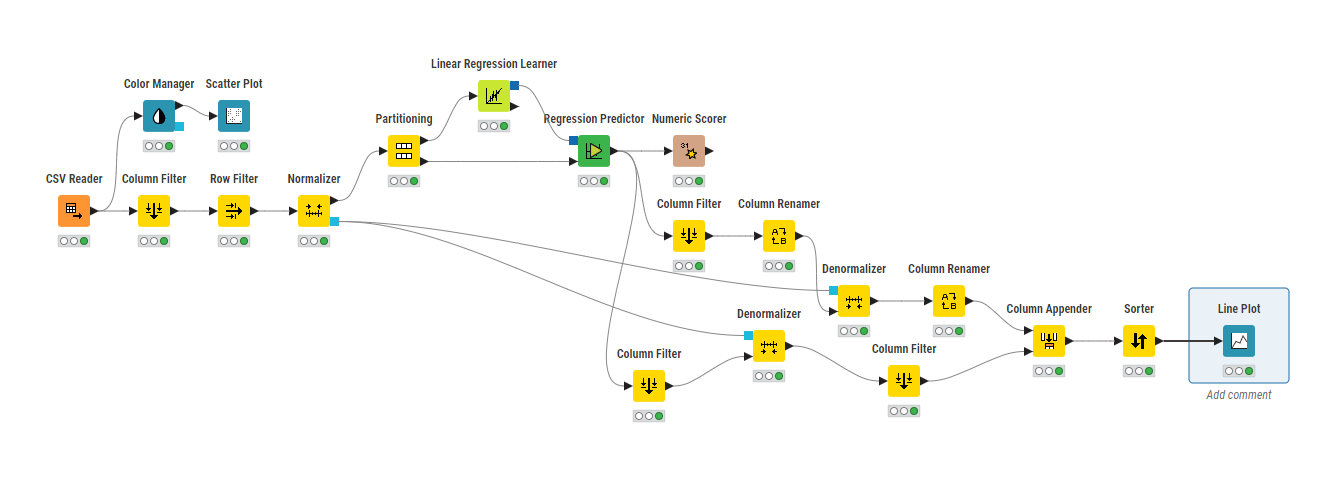 Linear Regression Learner
Color Manager
Scatter Plot
Partitioning
Regression Predictor
Numeric Scorer
CSV Reader
Column Filter
Row Filter
Normalizer
Column Filter
Column Renamer
Denormalizer
Column Renamer
Denormalizer
Column Appender
Sorter
Line Plot
Column Filter
Column Filter
Add comment